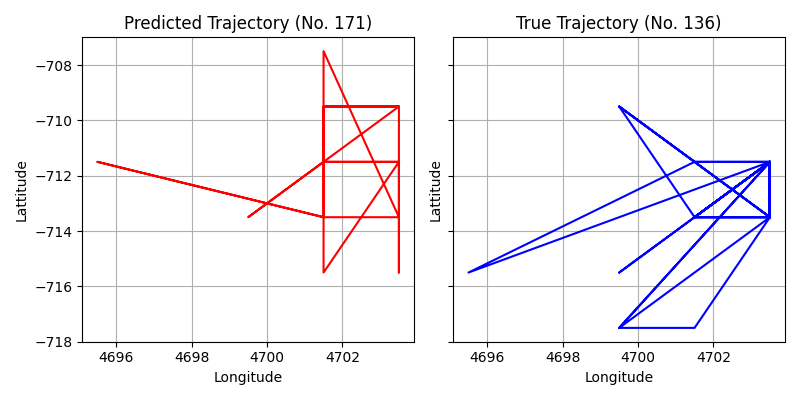 Predicted Trajectory (No. 171)
True Trajectory (No. 136)
Lattitude
−708
−710
−712
−714
−716
−718
4696 4698 4700 4702
Longitude
Lattitude
4696 4698 4700 4702
Longitude